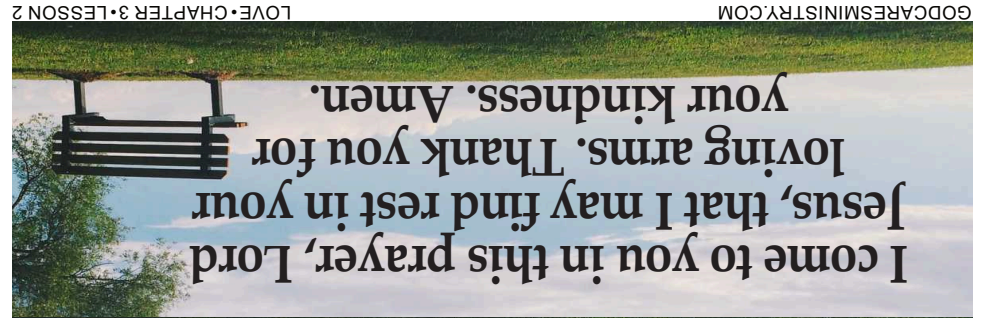 I come to you in this prayer, Lord
Jesus, that I may find rest in your
loving arms. Thank you for
your kindness. Amen.
GODCARESMINISTRY.COM
LOVE•CHAPTER 3•LESSON 2